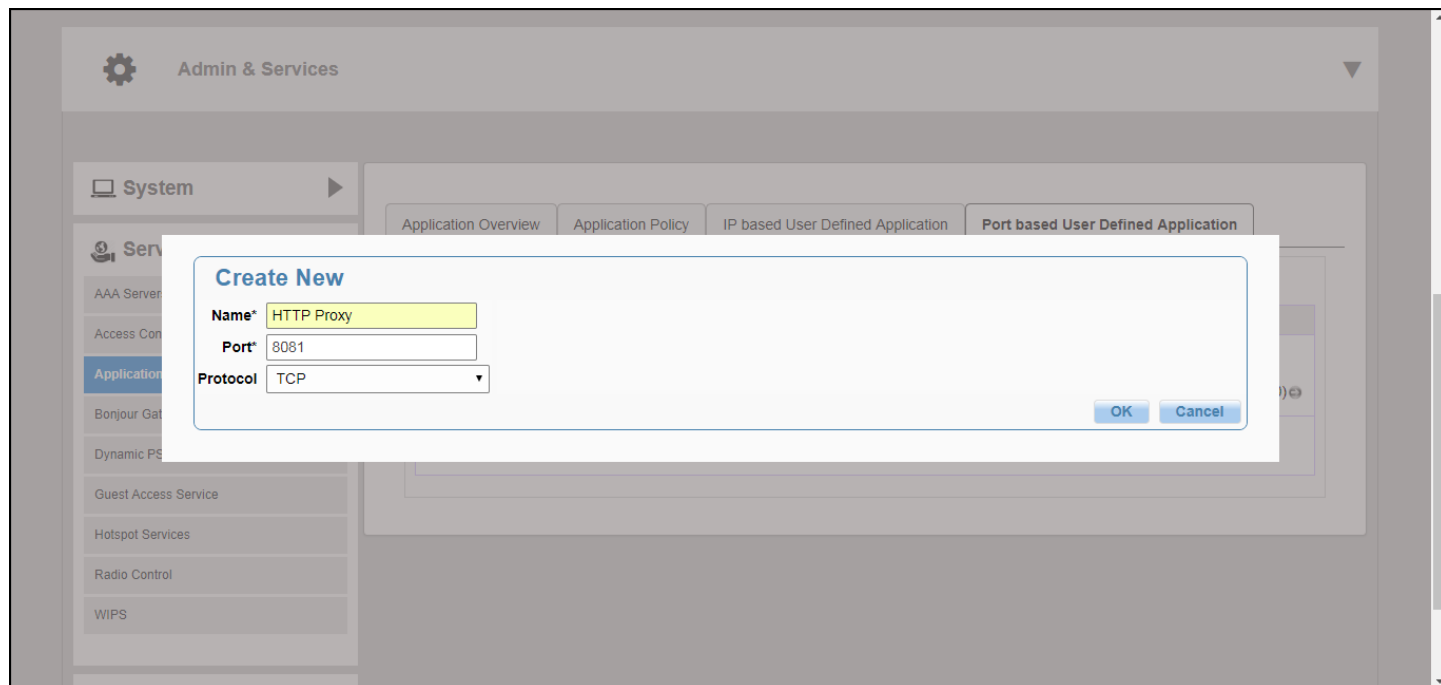 Admin & Services
System
Application Overview
Application Policy
IP based User Defined Application
Port based User Defined Application
Serv
AAA Server
Access Con
Application
Bonjour Gat
Dynamic PS
Guest Access Service
Hotspot Services
Radio Control
WIPS
Create New
Name* HTTP Proxy
Port* 8081
Protocol TCP
OK Cancel